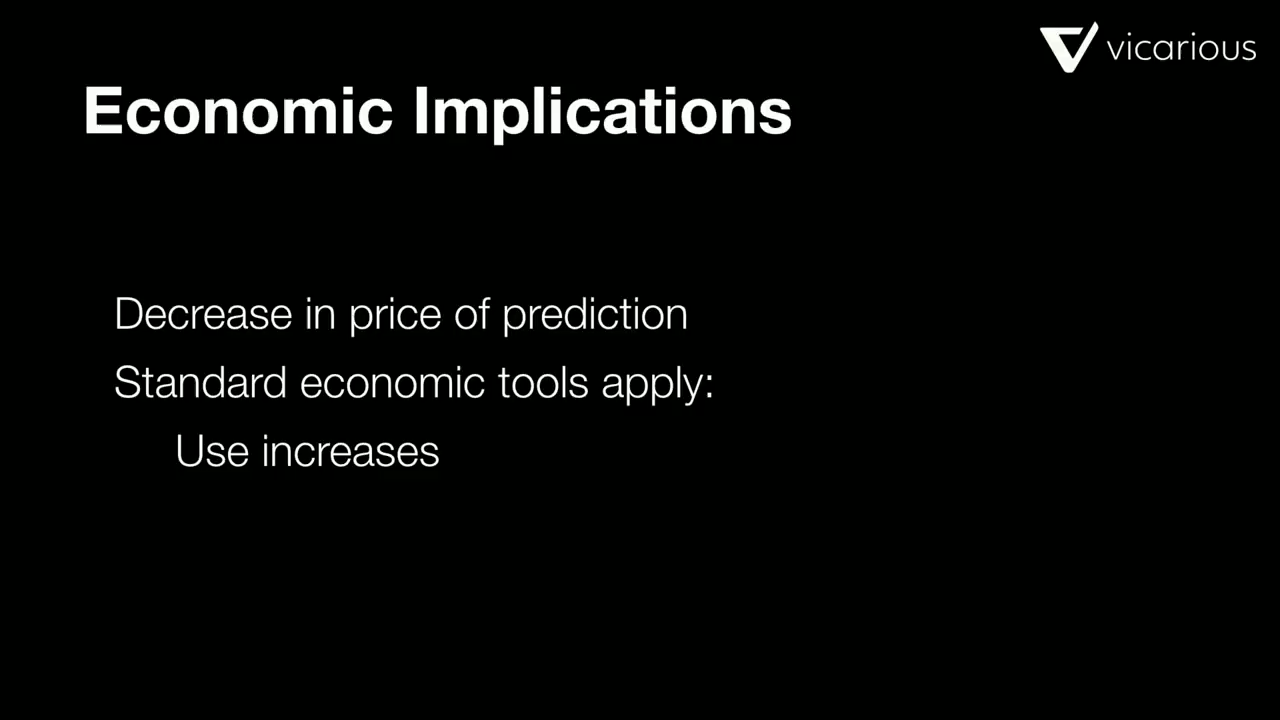 vicarious
Economic Implications
Decrease in price of prediction
Standard economic tools apply:
Use increases